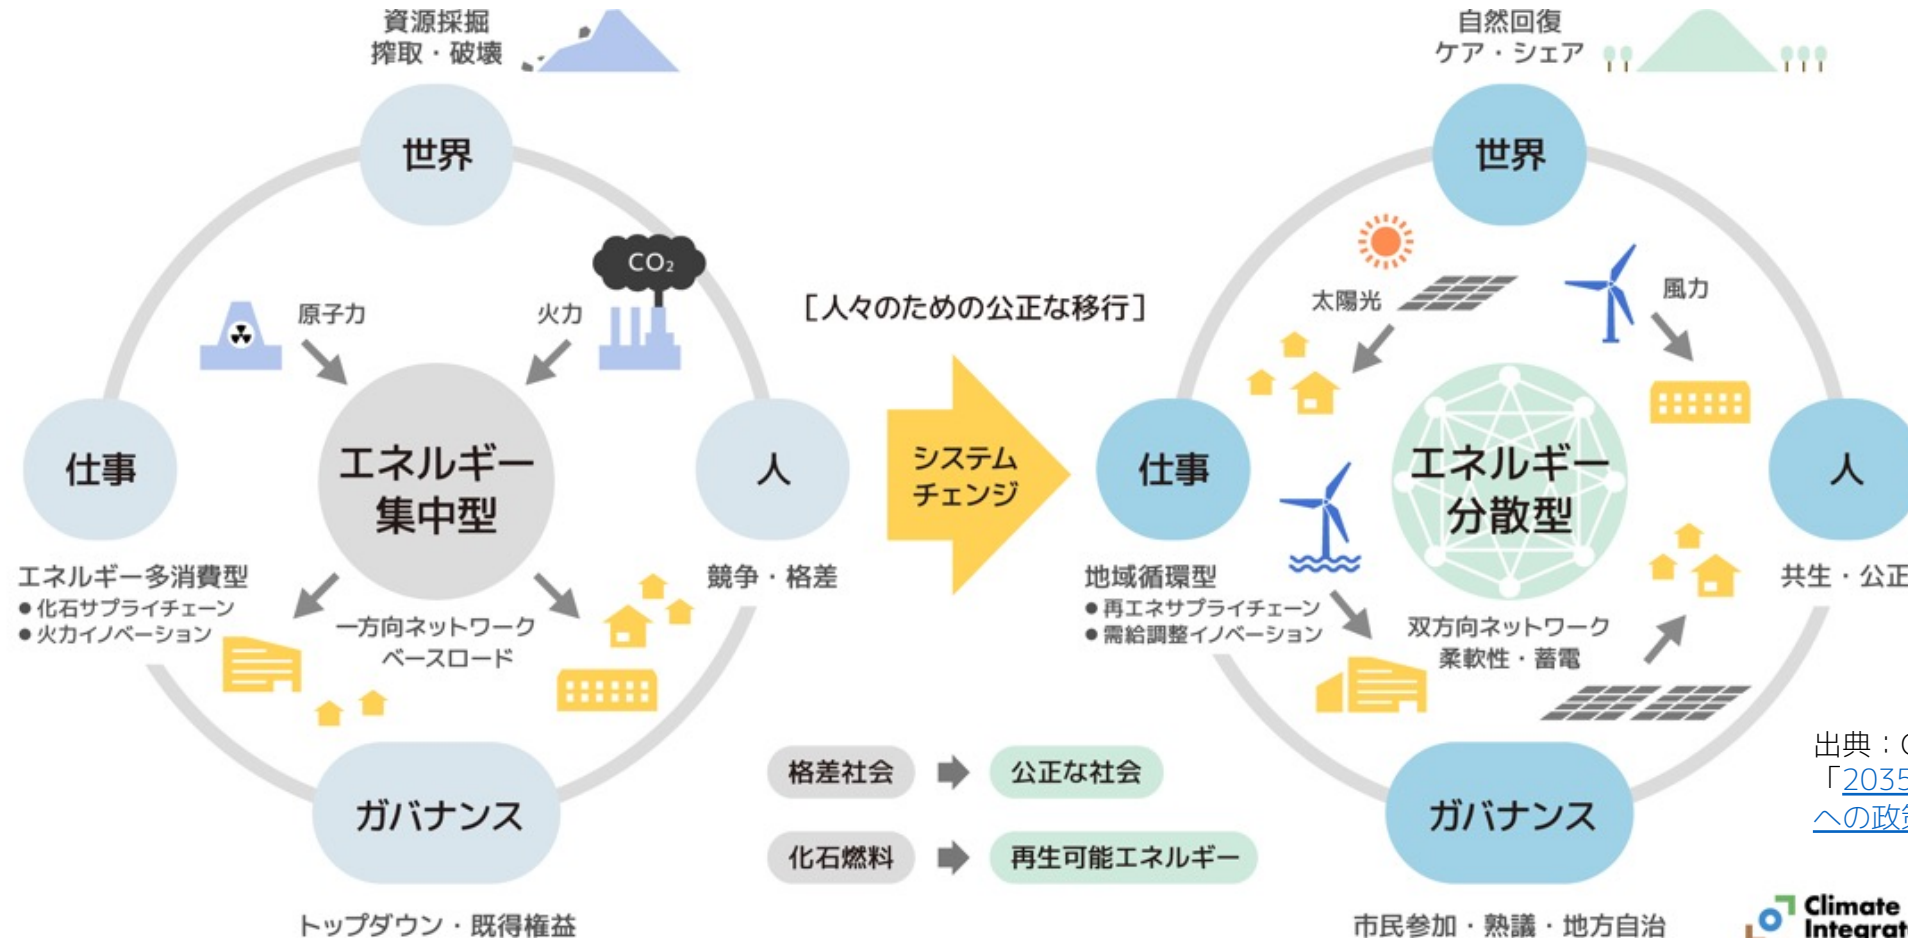 資源採掘
搾取・破壊
世界
CO₂
原子力
火力
エネルギー
集中型
仕事
人
エネルギー多消費型
● 化石サプライチェーン
● 火力イノベーション
競争・格差
一方向ネットワーク
ベースロード
ガバナンス
トップダウン・既得権益
［人々のための公正な移行］
システム
チェンジ
格差社会
公正な社会
化石燃料
再生可能エネルギー
自然回復
ケア・シェア
世界
太陽光
風力
エネルギー
分散型
仕事
人
地域循環型
● 再エネサプライチェーン
● 需給調整イノベーション
共生・公正
双方向ネットワーク
柔軟性・蓄電
ガバナンス
市民参加・熟議・地方自治
出典：
「2035
への政策
Climate
Integrat